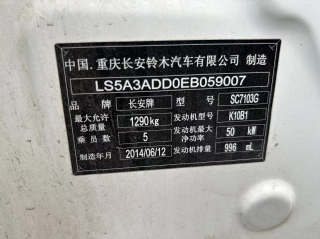 中国.重庆长安铃木汽车有限公司 制造
LS5A3ADD0EB059007
品 牌 长安牌 型 号 SC7103G
最大允许总质量 1290kg 发动机型号 K10B1
乘员数 5 发动机最大净功率 50 kW
制造年月 2014/06/12 发动机排量 996 mL